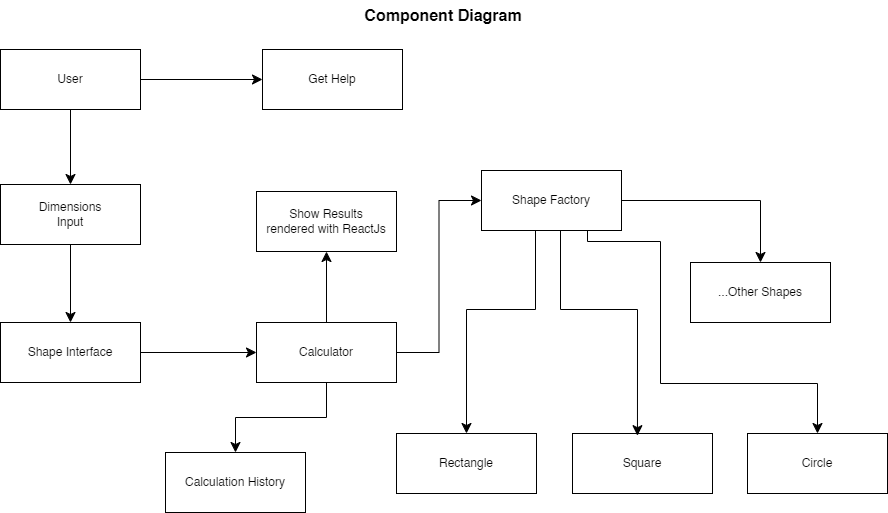 Component Diagram
User
Get Help
Dimensions
Input
Show Results
rendered with ReactJs
Shape Factory
...Other Shapes
Shape Interface
Calculator
Rectangle
Square
Circle
Calculation History